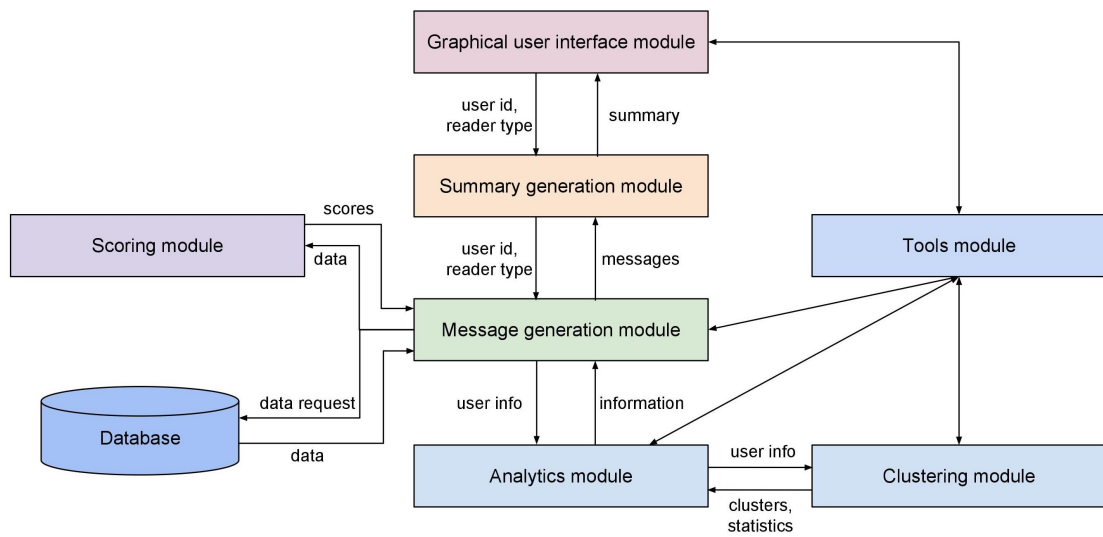 Graphical user interface module
user id,
reader type
summary
Summary generation module
scores
Scoring module
data
user id,
reader type
messages
Tools module
Message generation module
data request
Database
data
user info
information
Analytics module
user info
clusters,
statistics
Clustering module